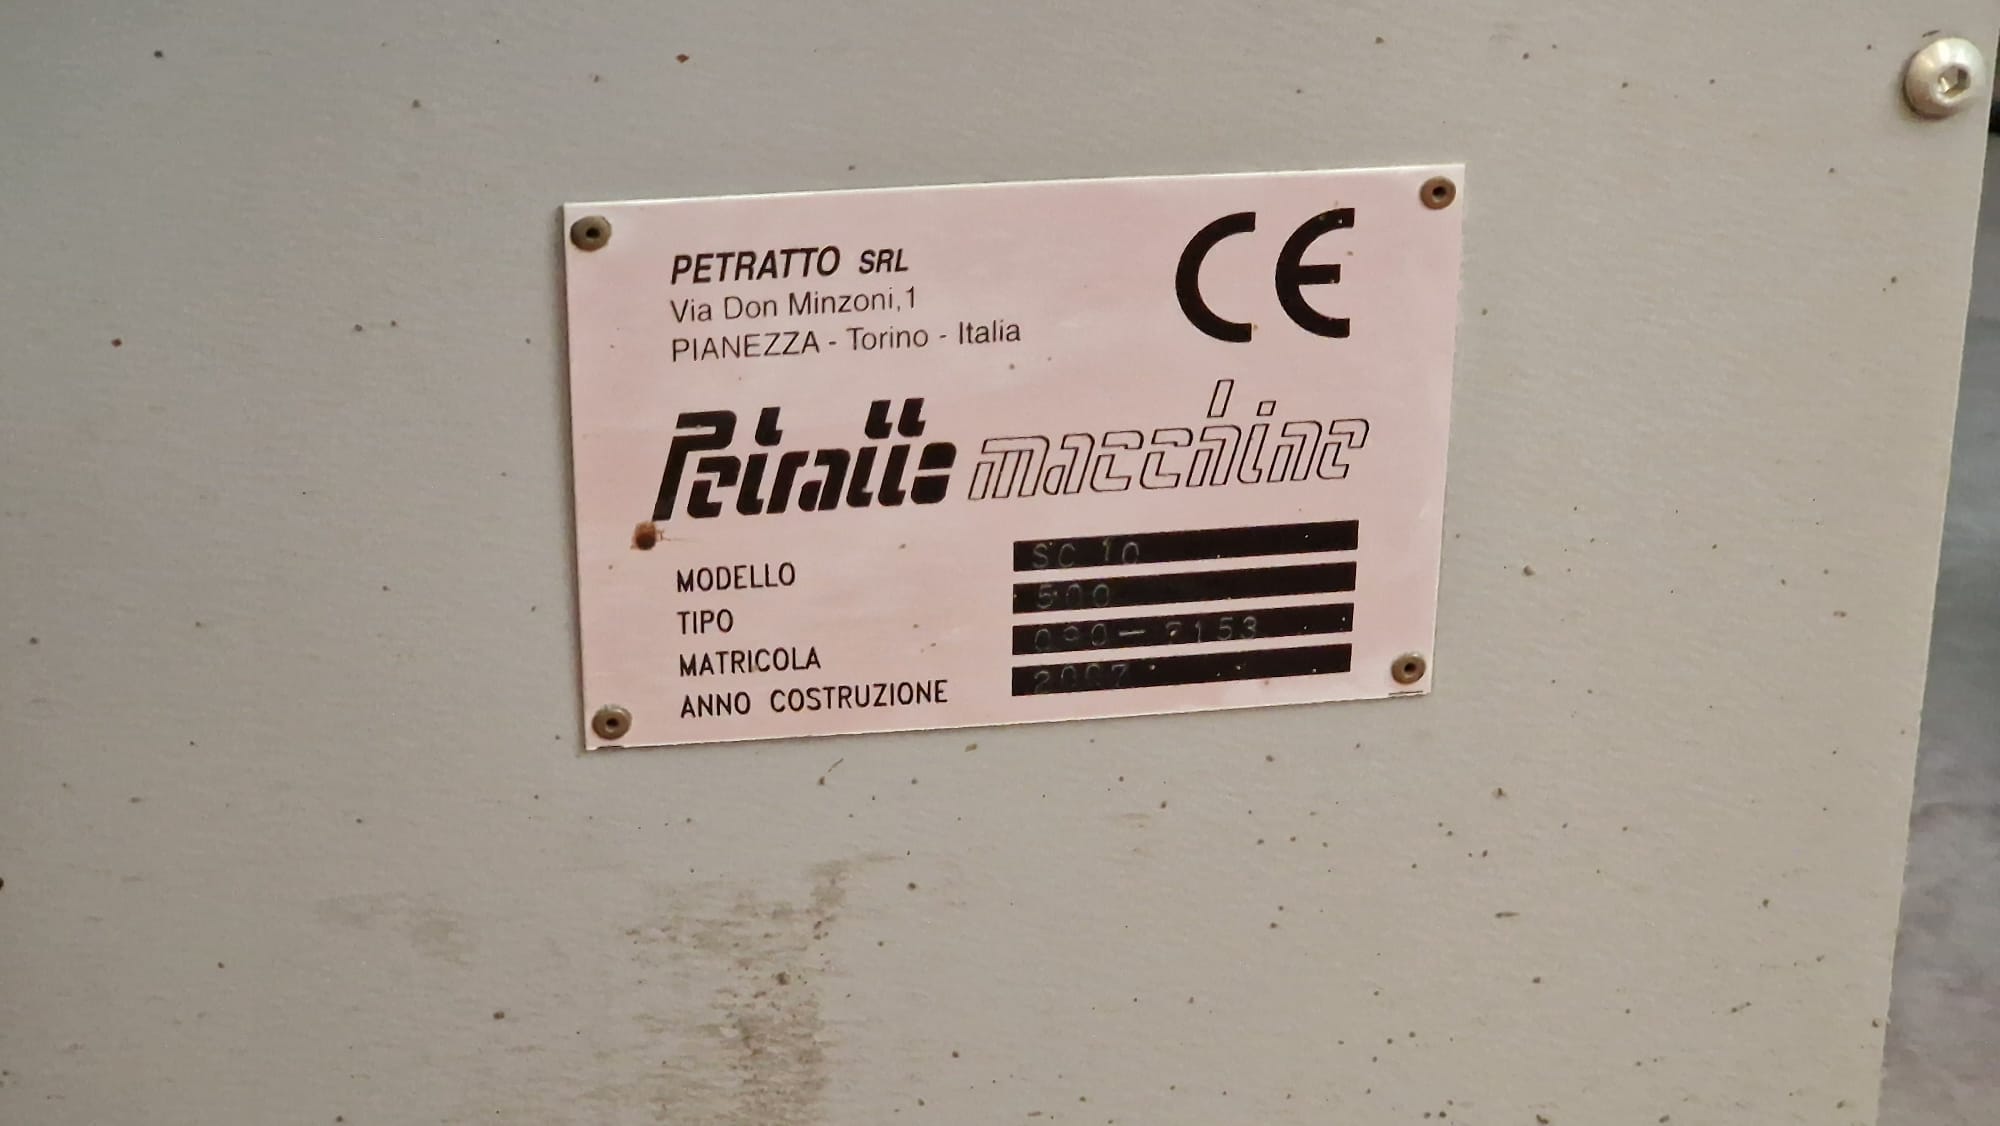 PETRATTO SRL
Via Don Minzoni,1
PIANEZZA - Torino - Italia
CE
Petratto macchine
MODELLO SC 10
TIPO 500
MATRICOLA
ANNO COSTRUZIONE 2007